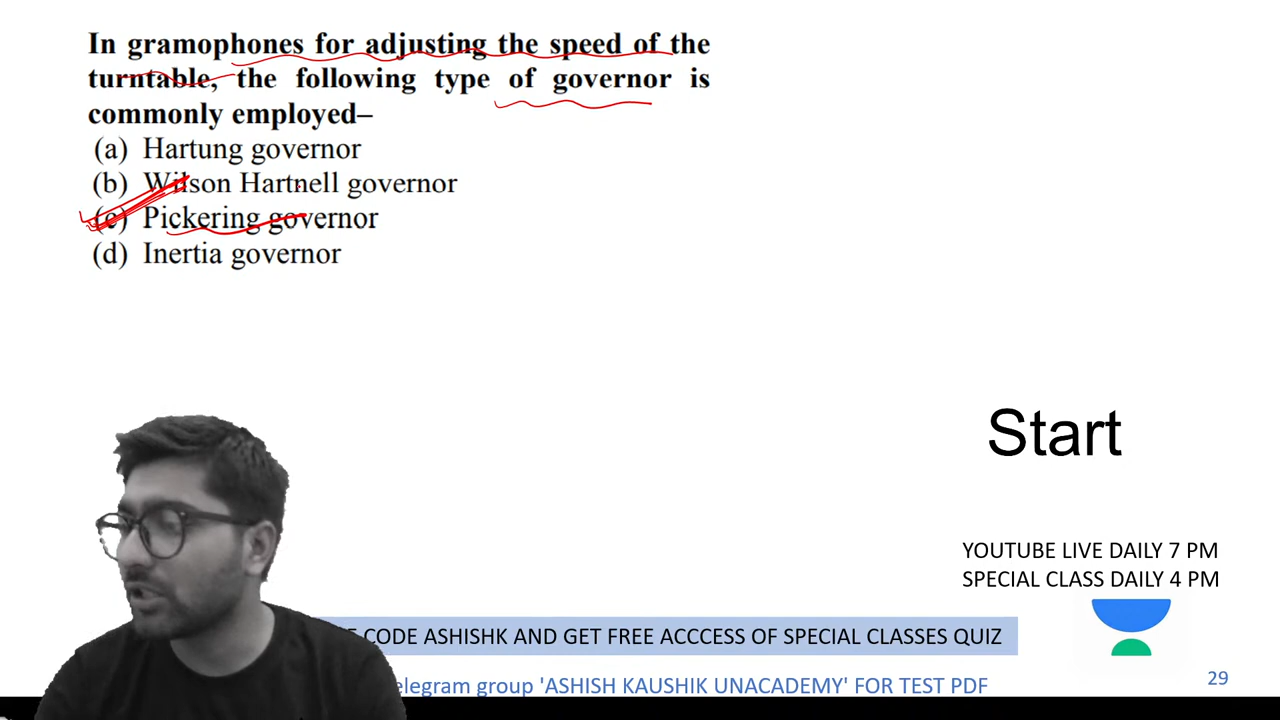 In gramophones for adjusting the speed of the
turntable, the following type of governor is
commonly employed–
(a) Hartung governor
(b) Wilson Hartnell governor
(c) Pickering governor
(d) Inertia governor
Start
YOUTUBE LIVE DAILY 7 PM
SPECIAL CLASS DAILY 4 PM
CODE ASHISHK AND GET FREE ACCCESS OF SPECIAL CLASSES QUIZ
elegram group 'ASHISH KAUSHIK UNACADEMY' FOR TEST PDF
29